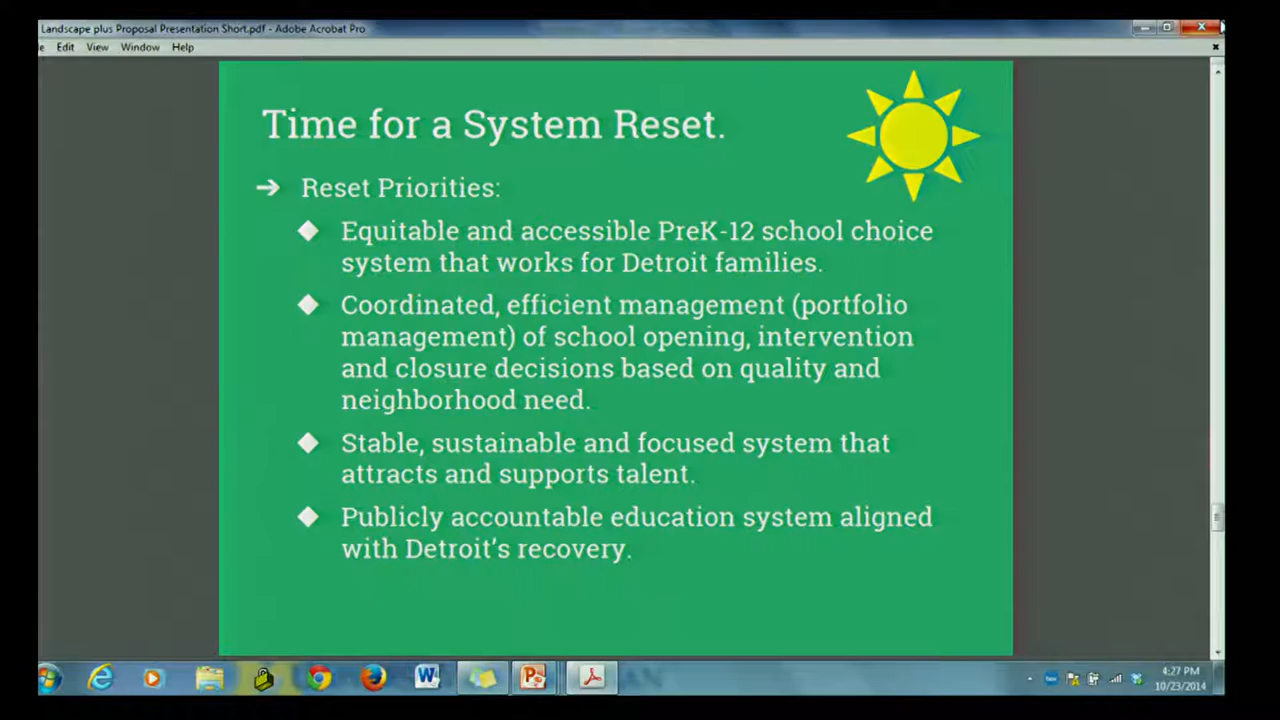 Landscape plus Proposal Presentation Short.pdf - Adobe Acrobat Pro
Edit View Window Help
Time for a System Reset.
➔ Reset Priorities:
◆ Equitable and accessible PreK-12 school choice
system that works for Detroit families.
◆ Coordinated, efficient management (portfolio
management) of school opening, intervention
and closure decisions based on quality and
neighborhood need.
◆ Stable, sustainable and focused system that
attracts and supports talent.
◆ Publicly accountable education system aligned
with Detroit's recovery.
4:27 PM
10/23/2014